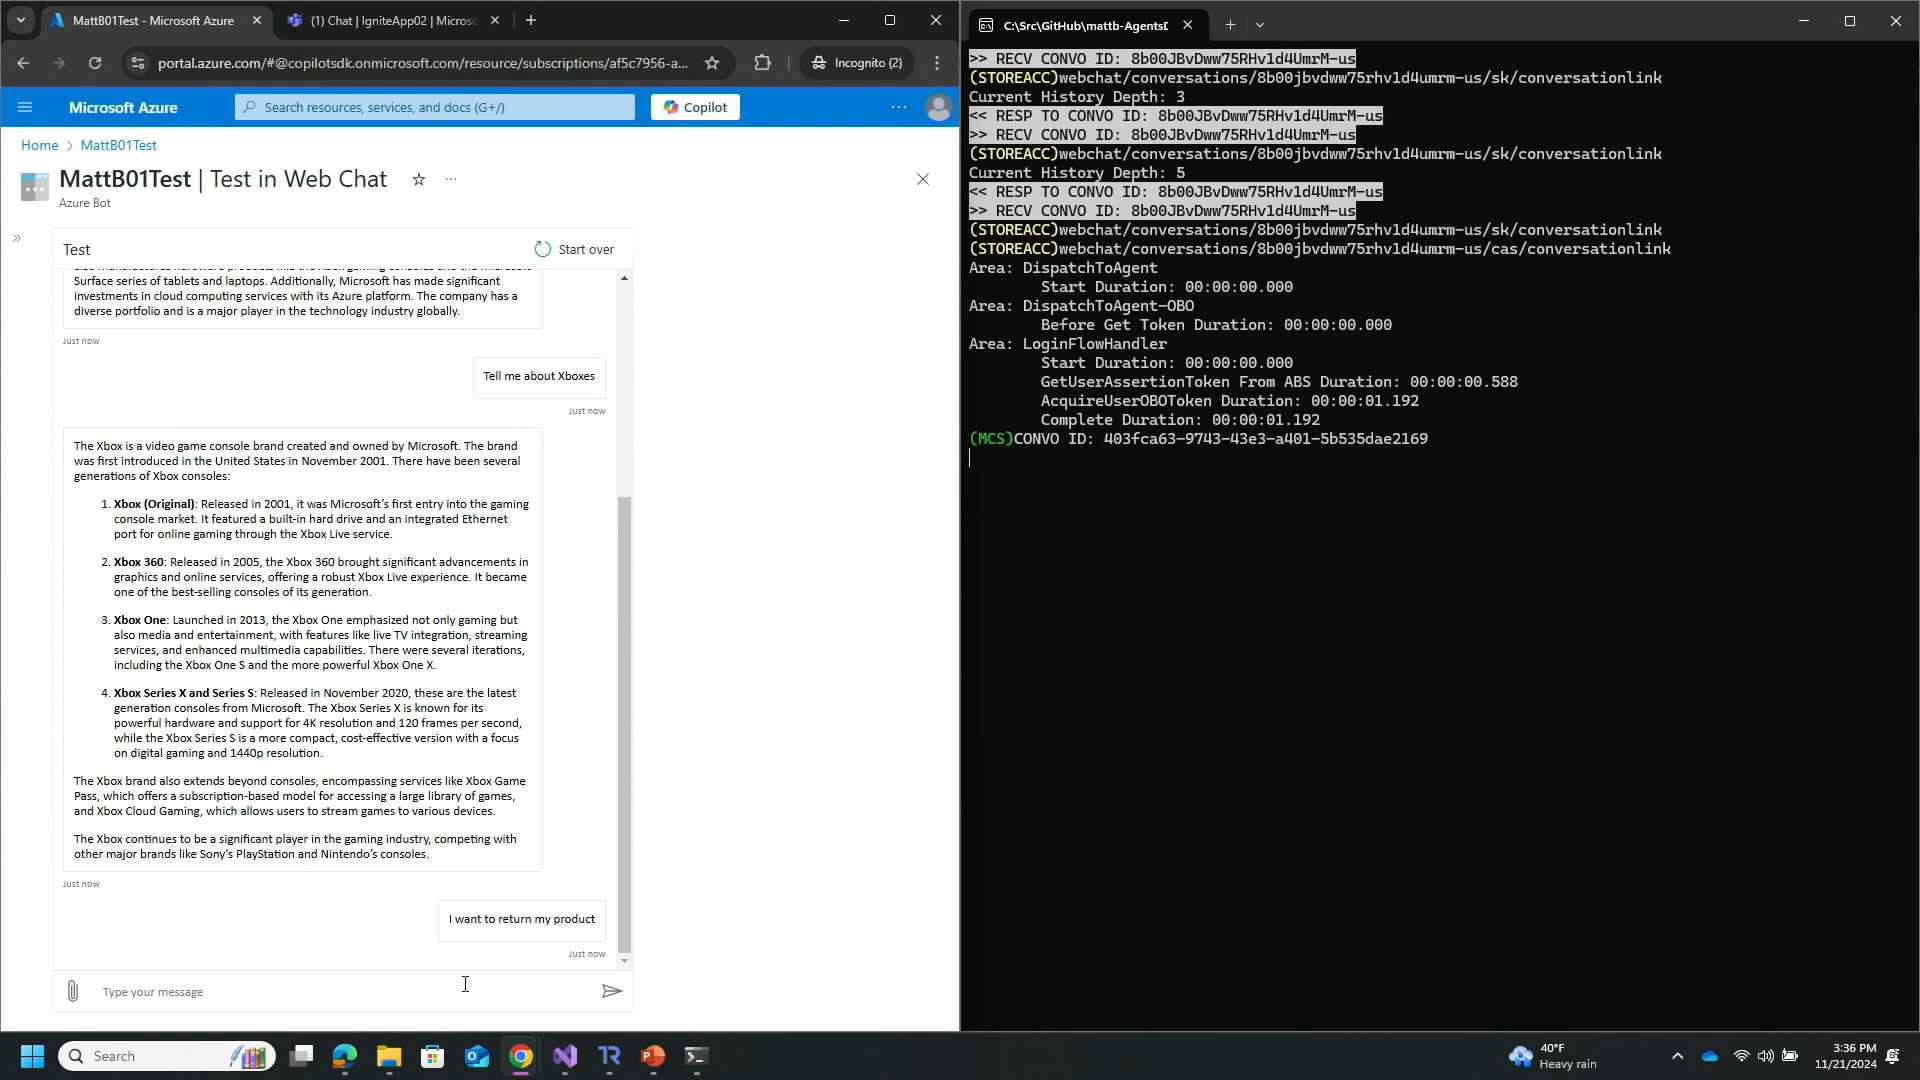 MattB01Test - Microsoft Azure
(1) Chat | IgniteApp02 | Micros
portal.azure.com/#@copilotsdk.onmicrosoft.com/resource/subscriptions/af5c7956-a...
Incognito (2)
Microsoft Azure
Search resources, services, and docs (G+/)
Copilot
Home > MattB01Test
MattB01Test | Test in Web Chat
Azure Bot
Test
Start over
Surface series of tablets and laptops. Additionally, Microsoft has made significant
investments in cloud computing services with its Azure platform. The company has a
diverse portfolio and is a major player in the technology industry globally.
Just now
Tell me about Xboxes
Just now
The Xbox is a video game console brand created and owned by Microsoft. The brand
was first introduced in the United States in November 2001. There have been several
generations of Xbox consoles:
1. Xbox (Original): Released in 2001, it was Microsoft's first entry into the gaming
console market. It featured a built-in hard drive and an integrated Ethernet
port for online gaming through the Xbox Live service.
2. Xbox 360: Released in 2005, the Xbox 360 brought significant advancements in
graphics and online services, offering a robust Xbox Live experience. It became
one of the best-selling consoles of its generation.
3. Xbox One: Launched in 2013, the Xbox One emphasized not only gaming but
also media and entertainment, with features like live TV integration, streaming
services, and enhanced multimedia capabilities. There were several iterations,
including the Xbox One S and the more powerful Xbox One X.
4. Xbox Series X and Series S: Released in November 2020, these are the latest
generation consoles from Microsoft. The Xbox Series X is known for its
powerful hardware and support for 4K resolution and 120 frames per second,
while the Xbox Series S is a more compact, cost-effective version with a focus
on digital gaming and 1440p resolution.
The Xbox brand also extends beyond consoles, encompassing services like Xbox Game
Pass, which offers a subscription-based model for accessing a large library of games,
and Xbox Cloud Gaming, which allows users to stream games to various devices.
The Xbox continues to be a significant player in the gaming industry, competing with
other major brands like Sony's PlayStation and Nintendo's consoles.
Just now
I want to return my product
Just now
Type your message
C:\Src\GitHub\mattb-AgentsD
>> RECV CONVO ID: 8b00JBvDww75RHv1d4UmrM-us
(STOREACC)webchat/conversations/8b00jbvdww75rhv1d4umrm-us/sk/conversationlink
Current History Depth: 3
<< RESP TO CONVO ID: 8b00JBvDww75RHv1d4UmrM-us
>> RECV CONVO ID: 8b00JBvDww75RHv1d4UmrM-us
(STOREACC)webchat/conversations/8b00jbvdww75rhv1d4umrm-us/sk/conversationlink
Current History Depth: 5
<< RESP TO CONVO ID: 8b00JBvDww75RHv1d4UmrM-us
>> RECV CONVO ID: 8b00JBvDww75RHv1d4UmrM-us
(STOREACC)webchat/conversations/8b00jbvdww75rhv1d4umrm-us/sk/conversationlink
(STOREACC)webchat/conversations/8b00jbvdww75rhv1d4umrm-us/cas/conversationlink
Area: DispatchToAgent
Start Duration: 00:00:00.000
Area: DispatchToAgent-OBO
Before Get Token Duration: 00:00:00.000
Area: LoginFlowHandler
Start Duration: 00:00:00.000
GetUserAssertionToken From ABS Duration: 00:00:00.588
AcquireUserOBOToken Duration: 00:00:01.192
Complete Duration: 00:00:01.192
(MCS)CONVO ID: 403fca63-9743-43e3-a401-5b535dae2169
Search
40°F
Heavy rain
3:36 PM
11/21/2024